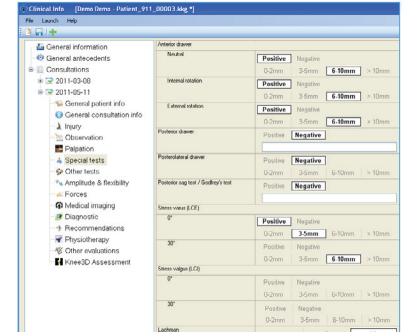 Clinical Info [Demo Demo - Patient_911_00003.kkg *]
File Launch Help
General information
General antecedents
Consultations
2011-03-08
2011-05-11
General patient info
General consultation info
Injury
Observation
Palpation
Special tests
Other tests
Amplitude & flexibility
Forces
Medical imaging
Diagnostic
Recommendations
Physiotherapy
Other evaluations
Knee3D Assessment
Anterior drawer
Neutral
Positive Negative
0-2mm 3-5mm 6-10mm > 10mm
Internal rotation
Positive Negative
0-2mm 3-5mm 6-10mm > 10mm
External rotation
Positive Negative
0-2mm 3-5mm 6-10mm > 10mm
Posterior drawer
Positive Negative
Posterolateral drawer
Positive Negative
0-2mm 3-5mm 6-10mm > 10mm
Posterior sag test / Godfrey's test
Positive Negative
Stress varus (LCE)
0°
Positive Negative
0-2mm 3-5mm 6-10mm > 10mm
30°
Positive Negative
0-2mm 3-5mm 6-10mm > 10mm
Stress valgus (LCI)
0°
Positive Negative
0-2mm 3-5mm 6-10mm > 10mm
30°
Positive Negative
0-2mm 3-5mm 6-10mm > 10mm
Lachman